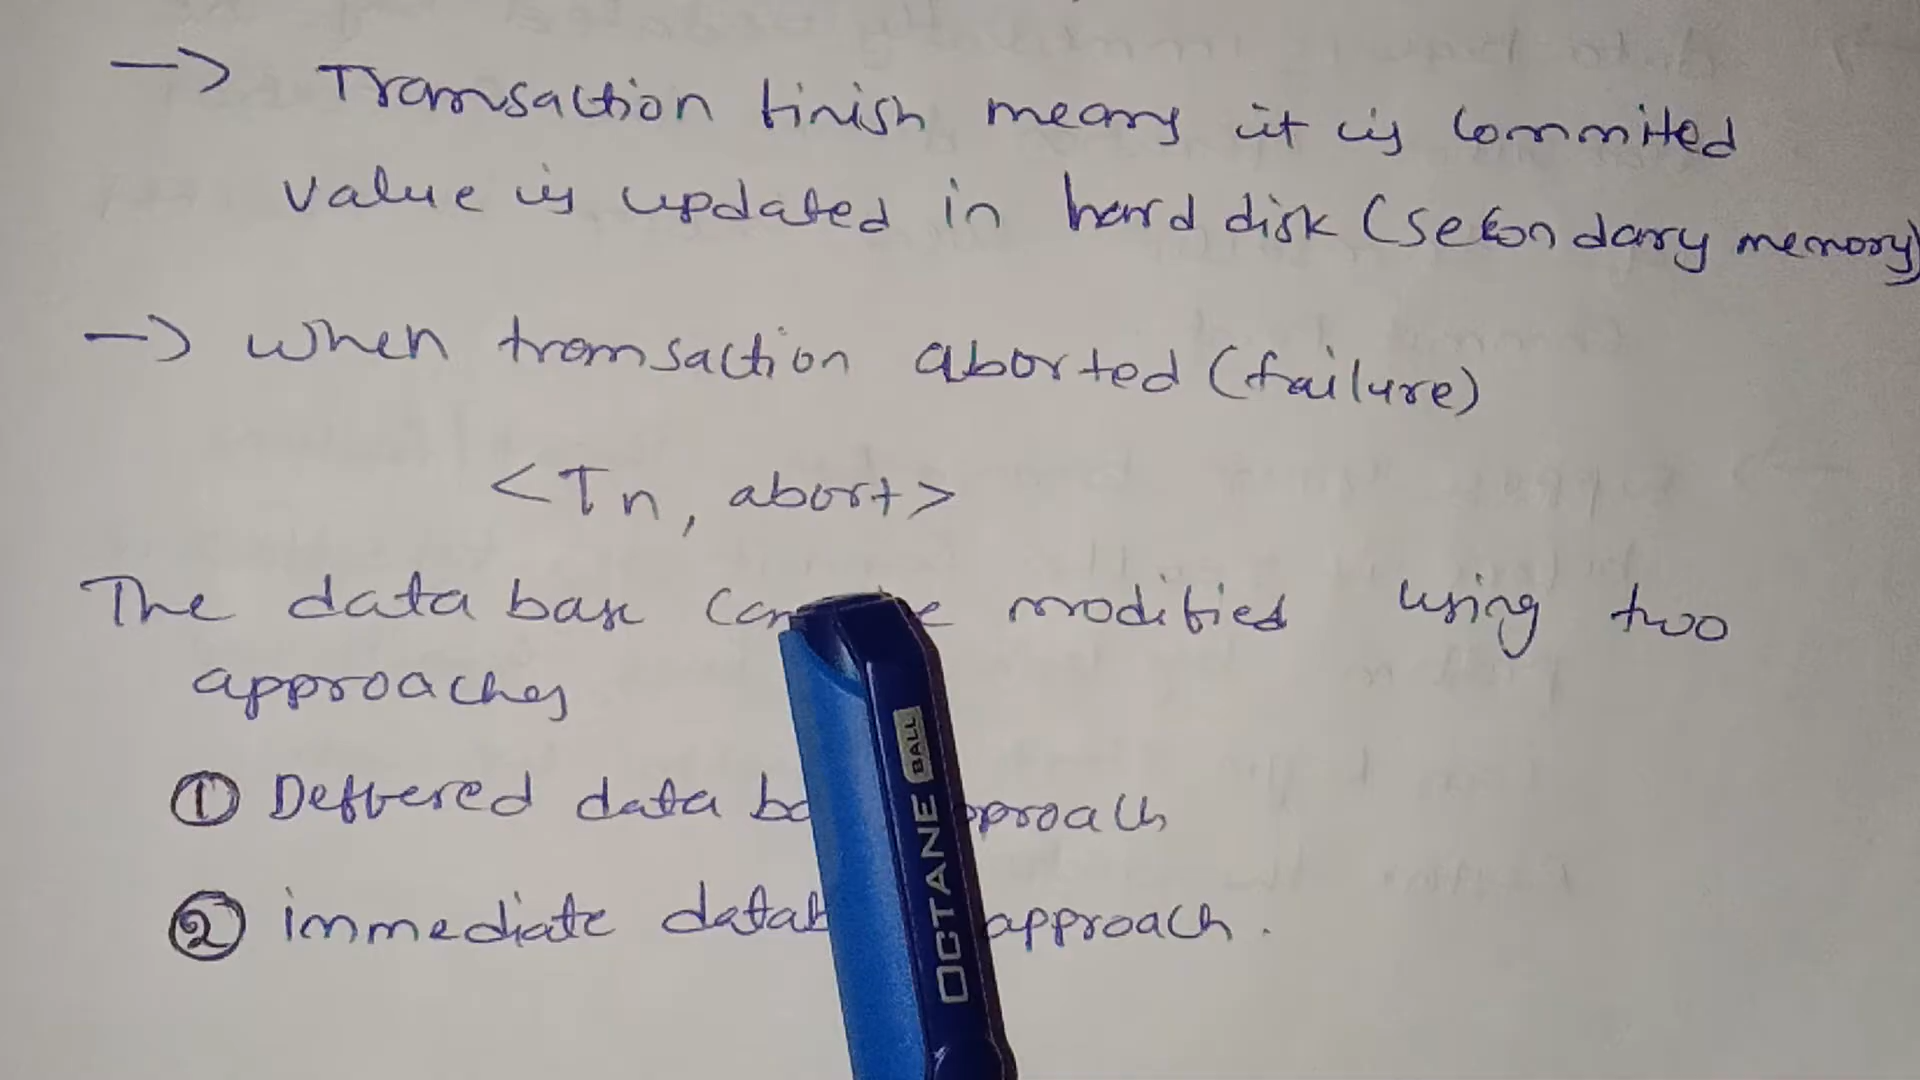 -> Transaction finish means it is commited
value is updated in hard disk (secondary memory)
-> when transaction aborted (failure)
<Tn, abort>
The data base modified using two
approaches
① Deffered data approach
② immediate approach.
OCTANE BALL